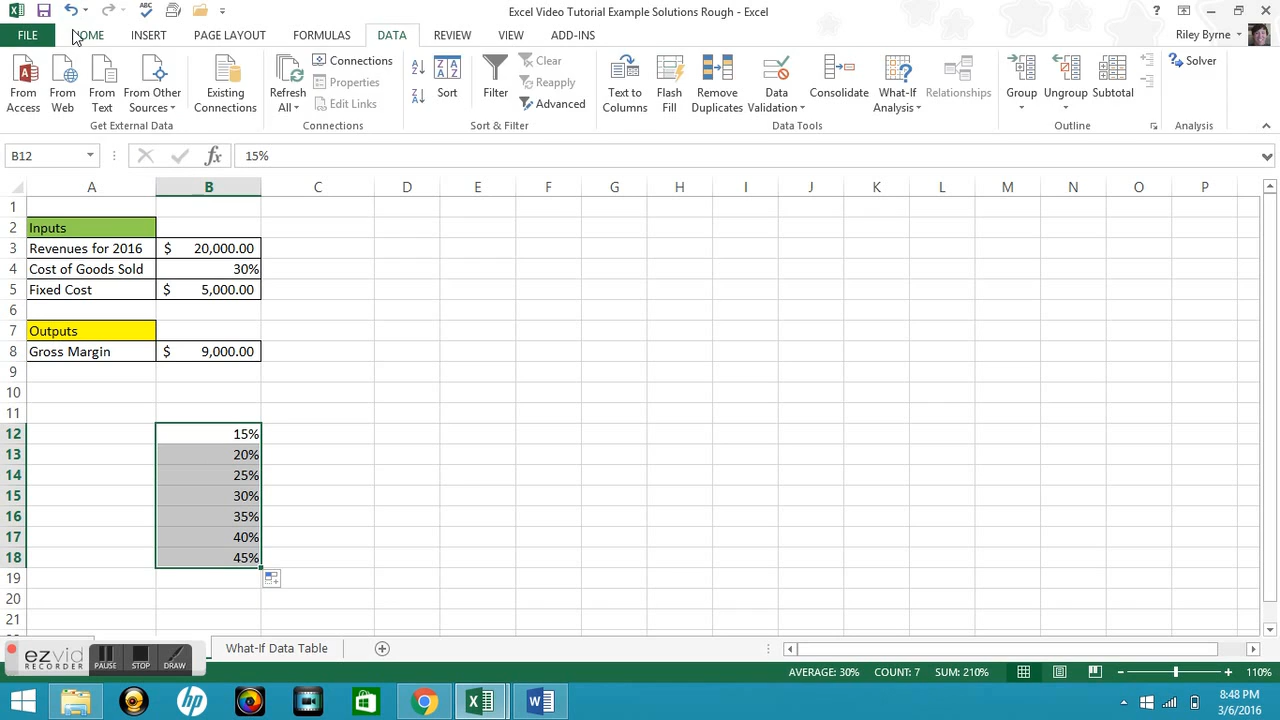 Excel Video Tutorial Example Solutions Rough - Excel
FILE HOME INSERT PAGE LAYOUT FORMULAS DATA REVIEW VIEW ADD-INS Riley Byrne
From Access
From Web
From Text
From Other Sources
Existing Connections
Get External Data
Refresh All
Connections
Properties
Edit Links
Connections
Sort
Filter
Clear
Reapply
Advanced
Sort & Filter
Text to Columns
Flash Fill
Remove Duplicates
Data Validation
Consolidate
What-If Analysis
Relationships
Data Tools
Group
Ungroup
Subtotal
Outline
Solver
Analysis
B12 fx 15%
A B C D E F G H I J K L M N O P
1
2 Inputs
3 Revenues for 2016 $ 20,000.00
4 Cost of Goods Sold 30%
5 Fixed Cost $ 5,000.00
6
7 Outputs
8 Gross Margin $ 9,000.00
9
10
11
12 15%
13 20%
14 25%
15 30%
16 35%
17 40%
18 45%
19
20
21
ezvid RECORDER PAUSE STOP DRAW What-If Data Table
AVERAGE: 30% COUNT: 7 SUM: 210% 110%
8:48 PM
3/6/2016